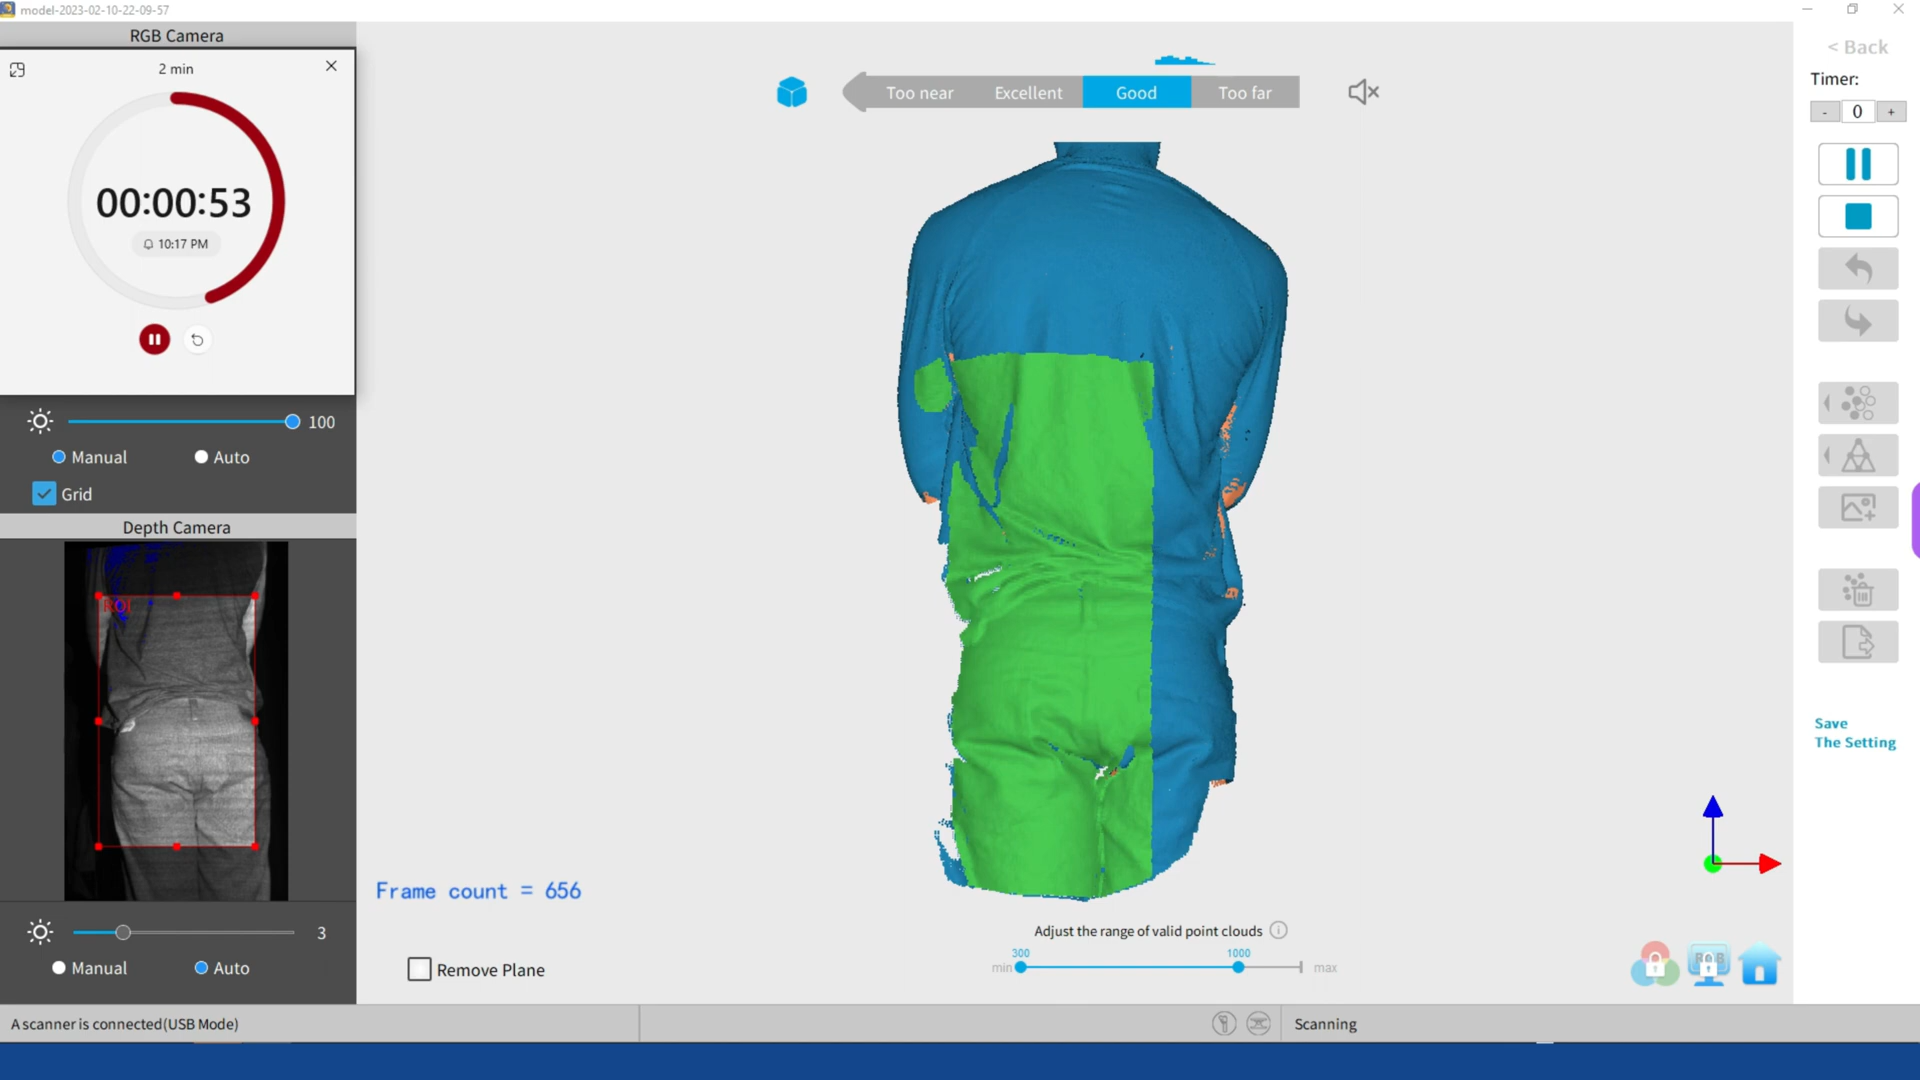 model-2023-02-10-22-09-57
RGB Camera
2 min
00:00:53
10:17 PM
100
Manual
Auto
Grid
Depth Camera
ROI
3
Manual
Auto
Too near
Excellent
Good
Too far
Frame count = 656
Remove Plane
Adjust the range of valid point clouds
300
1000
min
max
< Back
Timer:
-
0
+
Save
The Setting
RGB
A scanner is connected(USB Mode)
Scanning